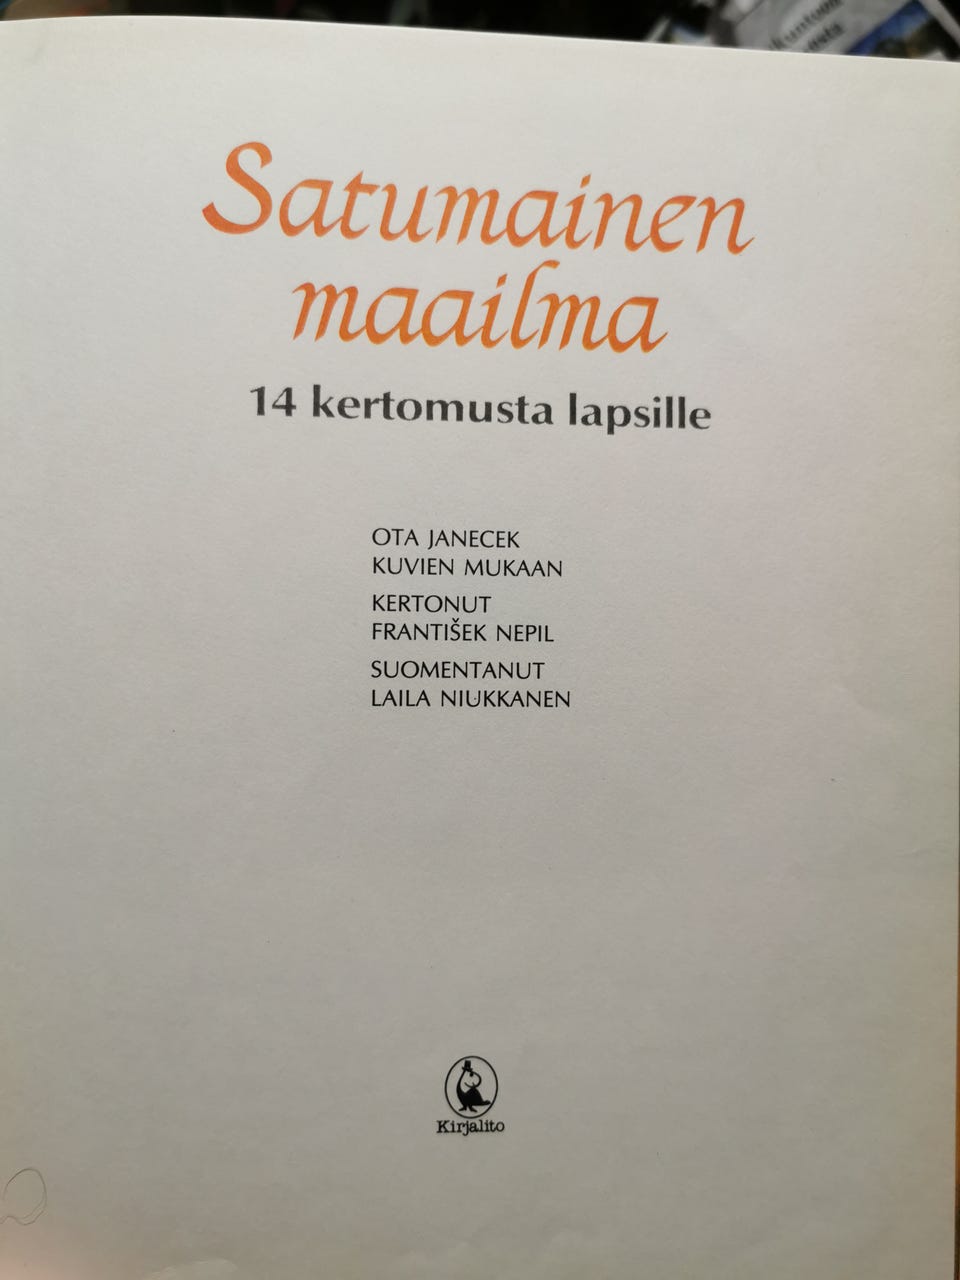 Satumainen
maailma
14 kertomusta lapsille
OTA JANECEK
KUVIEN MUKAAN
KERTONUT
FRANTIŠEK NEPIL
SUOMENTANUT
LAILA NIUKKANEN
Kirjalito